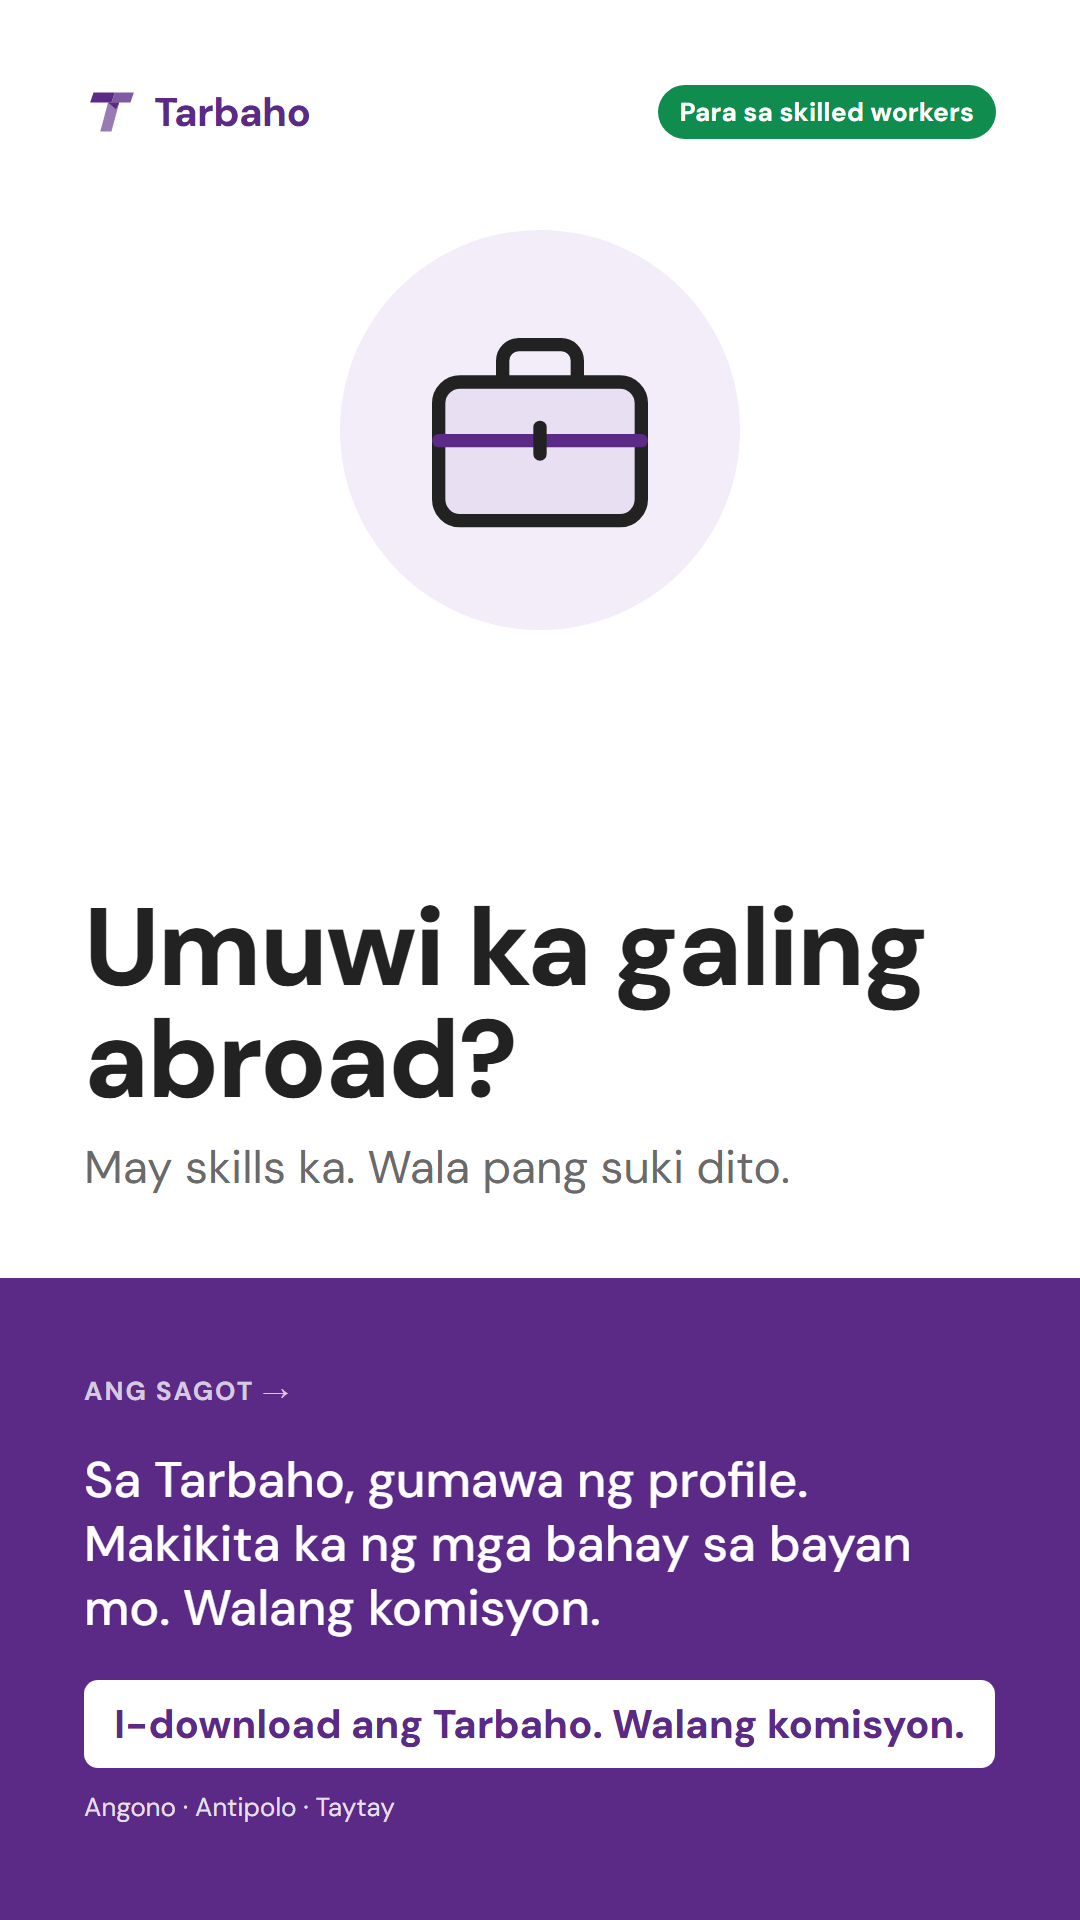 Tarbaho
Para sa skilled workers
Umuwi ka galing
abroad?
May skills ka. Wala pang suki dito.
ANG SAGOT →
Sa Tarbaho, gumawa ng profile.
Makikita ka ng mga bahay sa bayan
mo. Walang komisyon.
I-download ang Tarbaho. Walang komisyon.
Angono · Antipolo · Taytay